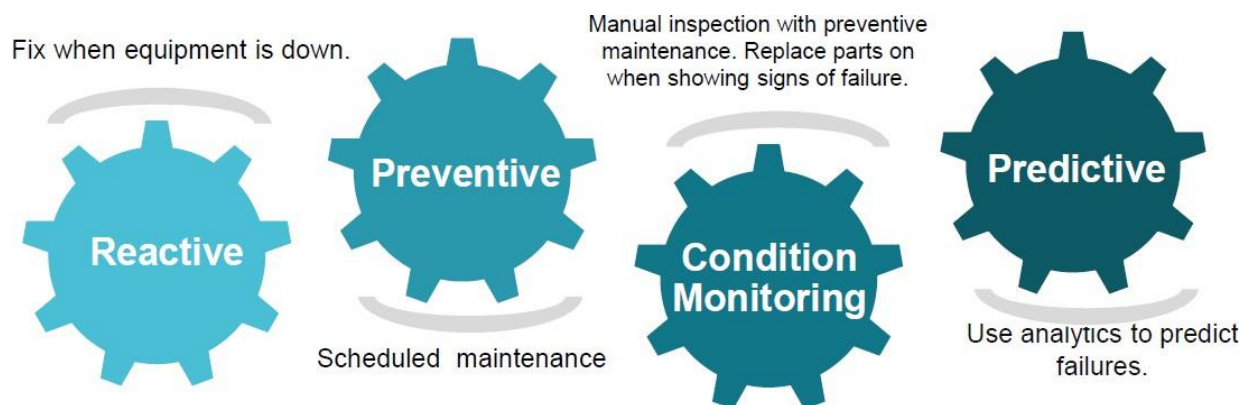 Fix when equipment is down.
Reactive
Preventive
Scheduled maintenance
Manual inspection with preventive
maintenance. Replace parts on
when showing signs of failure.
Condition
Monitoring
Predictive
Use analytics to predict
failures.